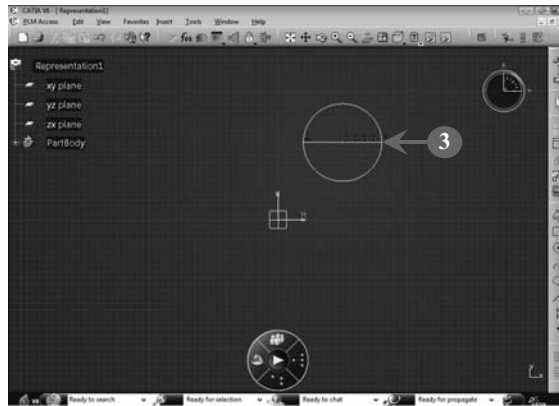 CATIA V6 - [Representation1]
PLM Access Edit View Favorites Insert Tools Window Help
Representation1
xy plane
yz plane
zx plane
PartBody
3
V
H
V6 Ready to search Ready for selection Ready to chat Ready for propagate